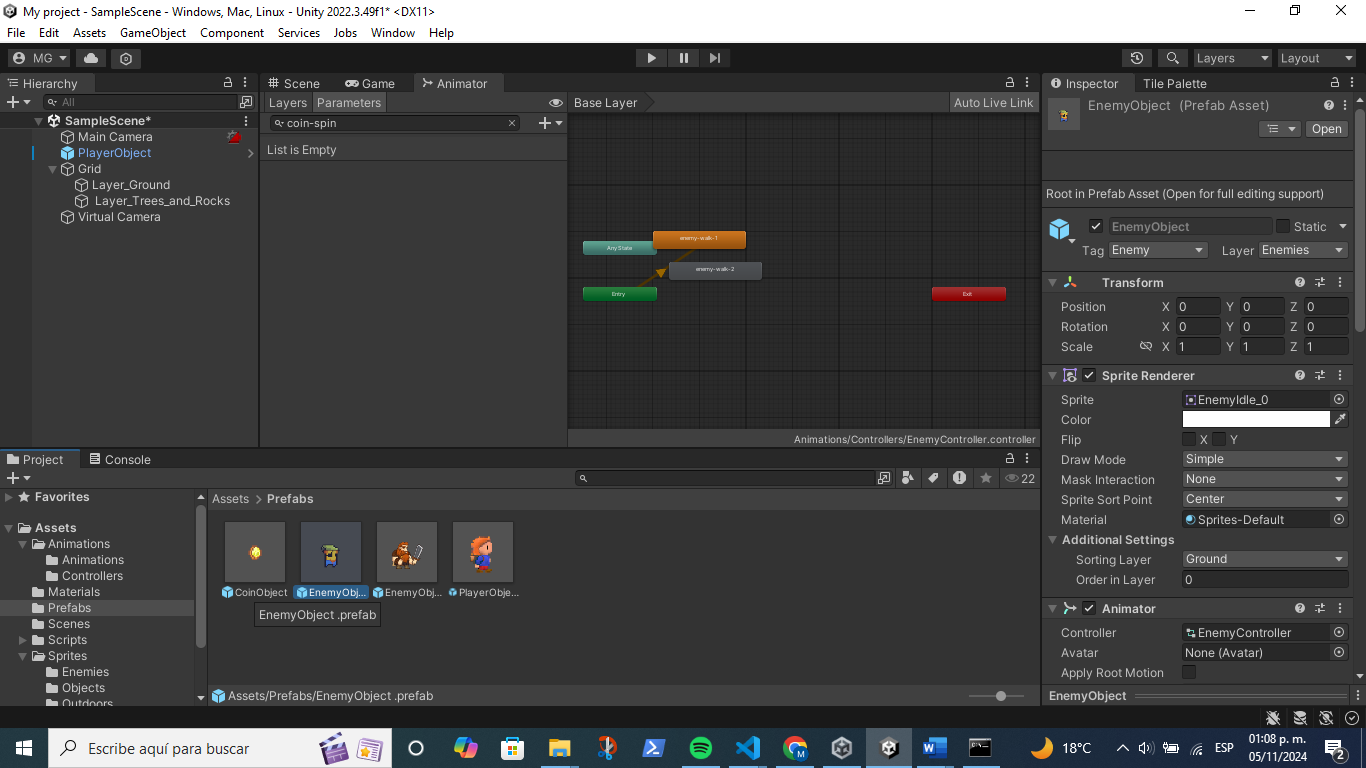 My project - SampleScene - Windows, Mac, Linux - Unity 2022.3.49f1* <DX11>
File Edit Assets GameObject Component Services Jobs Window Help
MG
Layers Layout
Hierarchy
All
SampleScene*
Main Camera
PlayerObject
Grid
Layer_Ground
Layer_Trees_and_Rocks
Virtual Camera
Scene Game Animator
Layers Parameters
Base Layer
Auto Live Link
coin-spin
List is Empty
enemy-walk-1
Any State
enemy-walk-2
Entry
Exit
Animations/Controllers/EnemyController.controller
Inspector Tile Palette
EnemyObject (Prefab Asset)
Open
Root in Prefab Asset (Open for full editing support)
EnemyObject Static
Tag Enemy Layer Enemies
Transform
Position X 0 Y 0 Z 0
Rotation X 0 Y 0 Z 0
Scale X 1 Y 1 Z 1
Sprite Renderer
Sprite EnemyIdle_0
Color
Flip X Y
Draw Mode Simple
Mask Interaction None
Sprite Sort Point Center
Material Sprites-Default
Additional Settings
Sorting Layer Ground
Order in Layer 0
Animator
Controller EnemyController
Avatar None (Avatar)
Apply Root Motion
EnemyObject
Project Console
22
Favorites
Assets
Animations
Animations
Controllers
Materials
Prefabs
Scenes
Scripts
Sprites
Enemies
Objects
Outdoors
Assets > Prefabs
CoinObject EnemyObj... EnemyObj... PlayerObje...
EnemyObject .prefab
Assets/Prefabs/EnemyObject .prefab
Escribe aquí para buscar
18°C
ESP
01:08 p. m.
05/11/2024
2